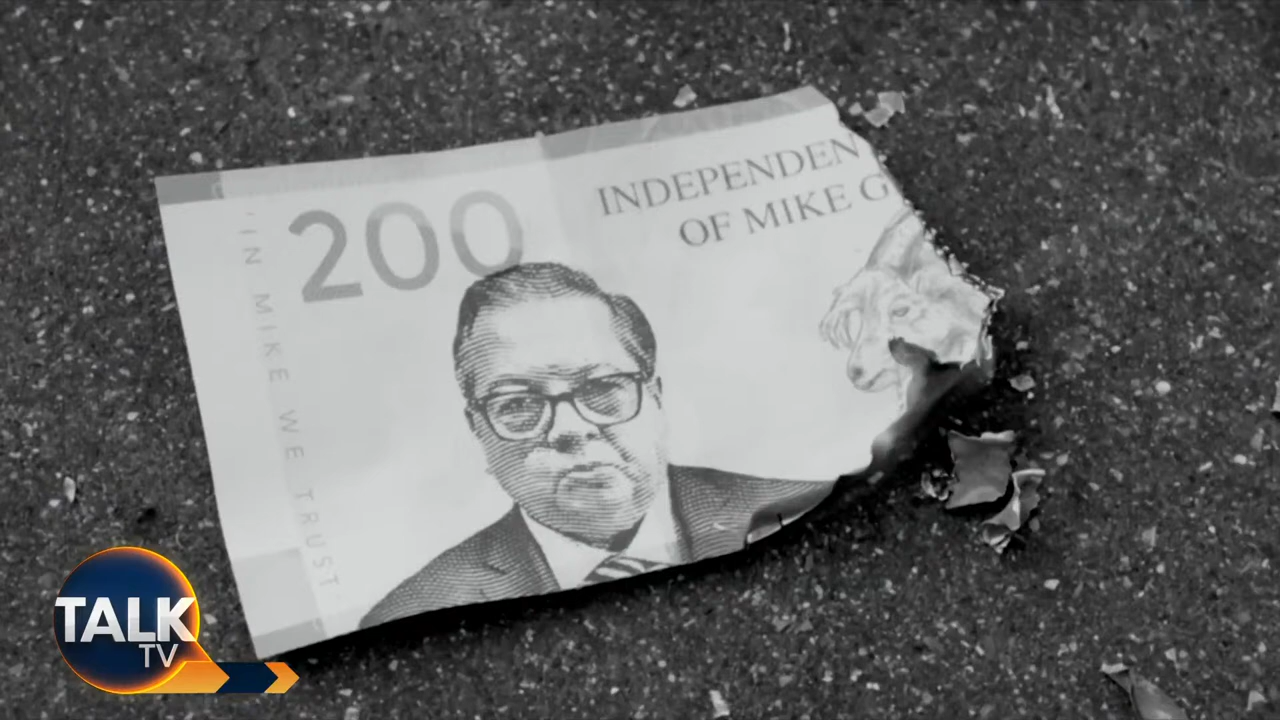 200
INDEPENDEN
OF MIKE G
'IN MIKE WE TRUST'
TALK
TV